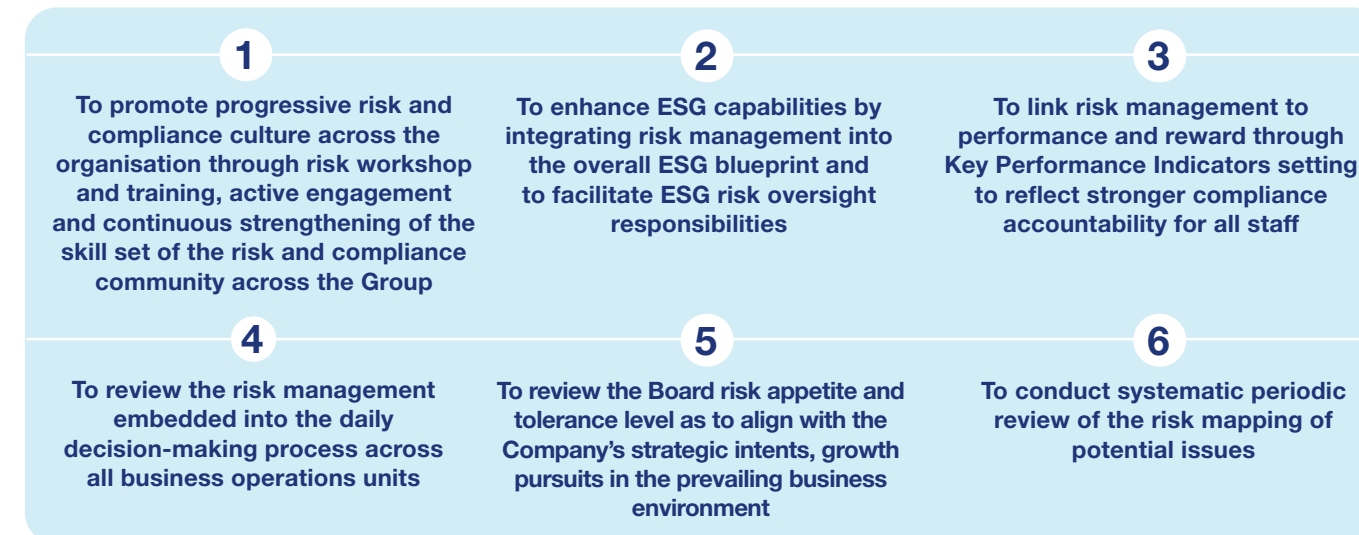 1
To promote progressive risk and
compliance culture across the
organisation through risk workshop
and training, active engagement
and continuous strengthening of the
skill set of the risk and compliance
community across the Group
2
To enhance ESG capabilities by
integrating risk management into
the overall ESG blueprint and
to facilitate ESG risk oversight
responsibilities
3
To link risk management to
performance and reward through
Key Performance Indicators setting
to reflect stronger compliance
accountability for all staff
4
To review the risk management
embedded into the daily
decision-making process across
all business operations units
5
To review the Board risk appetite and
tolerance level as to align with the
Company’s strategic intents, growth
pursuits in the prevailing business
environment
6
To conduct systematic periodic
review of the risk mapping of
potential issues